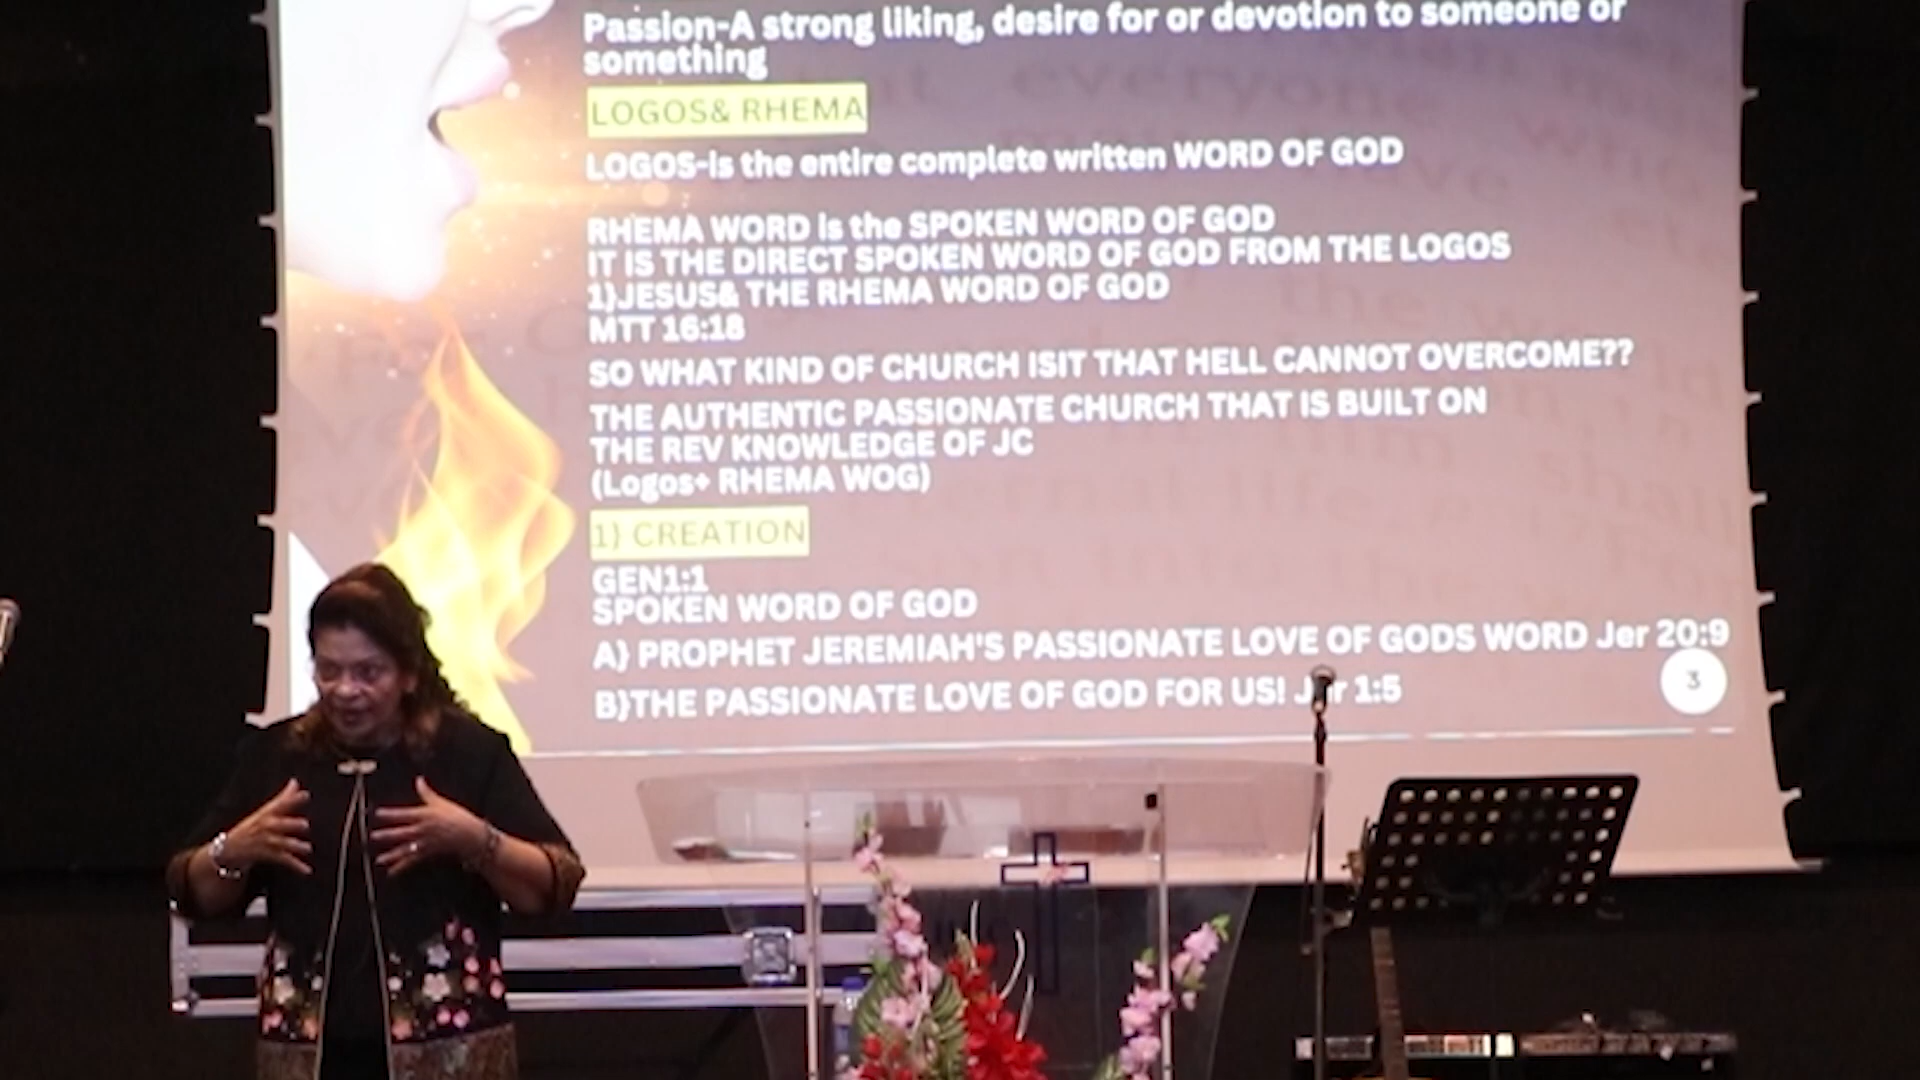 Passion-A strong liking, desire for or devotion to someone or
something
LOGOS& RHEMA
LOGOS-is the entire complete written WORD OF GOD
RHEMA WORD is the SPOKEN WORD OF GOD
IT IS THE DIRECT SPOKEN WORD OF GOD FROM THE LOGOS
1}JESUS& THE RHEMA WORD OF GOD
MTT 16:18
SO WHAT KIND OF CHURCH ISIT THAT HELL CANNOT OVERCOME??
THE AUTHENTIC PASSIONATE CHURCH THAT IS BUILT ON
THE REV KNOWLEDGE OF JC
(Logos+ RHEMA WOG)
1} CREATION
GEN1:1
SPOKEN WORD OF GOD
A} PROPHET JEREMIAH'S PASSIONATE LOVE OF GODS WORD Jer 20:9
B}THE PASSIONATE LOVE OF GOD FOR US! Jer 1:5
3